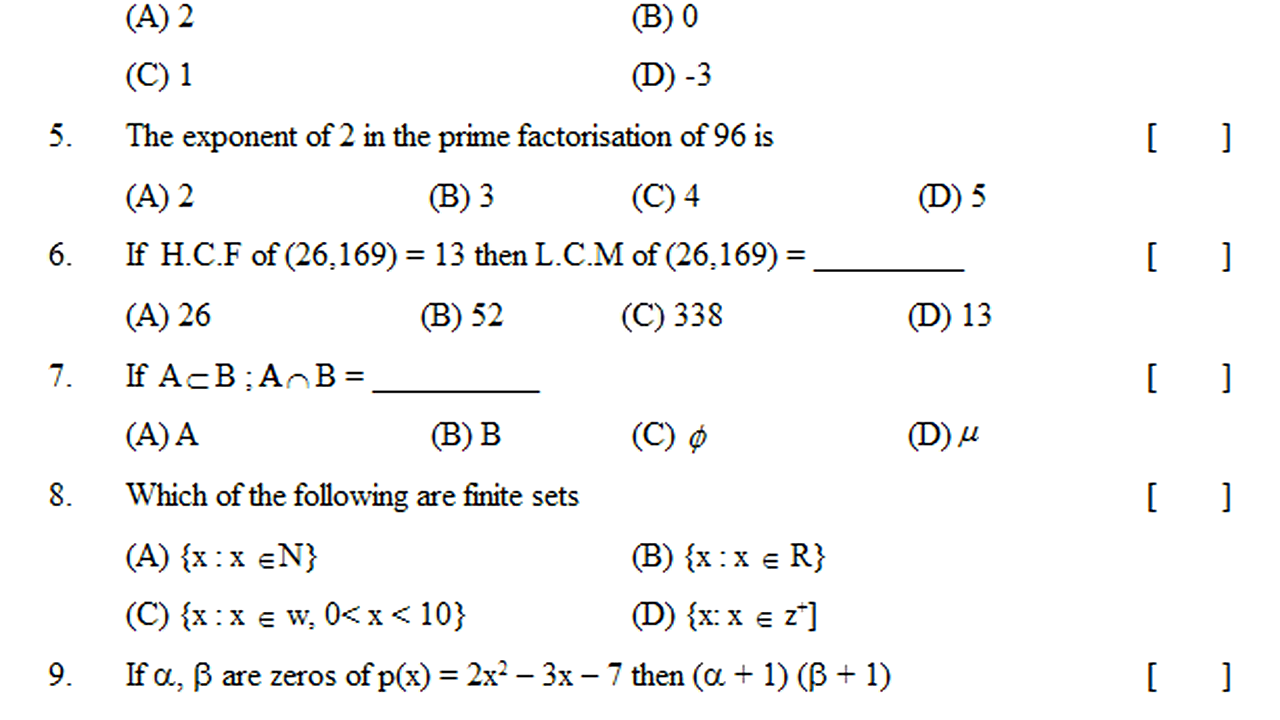 (A) 2 (B) 0
(C) 1 (D) -3
5. The exponent of 2 in the prime factorisation of 96 is [ ]
(A) 2 (B) 3 (C) 4 (D) 5
6. If H.C.F of (26,169) = 13 then L.C.M of (26,169) = __________ [ ]
(A) 26 (B) 52 (C) 338 (D) 13
7. If A⊂B ; A∩B = ___________ [ ]
(A) A (B) B (C) ϕ (D) μ
8. Which of the following are finite sets [ ]
(A) {x : x ∈N} (B) {x : x ∈ R}
(C) {x : x ∈ w, 0< x < 10} (D) {x: x ∈ z⁺]
9. If α, β are zeros of p(x) = 2x² – 3x – 7 then (α + 1) (β + 1) [ ]